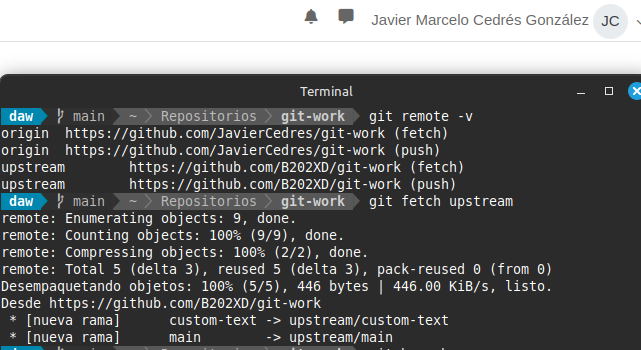 Javier Marcelo Cedrés González JC
Terminal
daw main ~ Repositorios git-work git remote -v
origin  https://github.com/JavierCedres/git-work (fetch)
origin  https://github.com/JavierCedres/git-work (push)
upstream        https://github.com/B202XD/git-work (fetch)
upstream        https://github.com/B202XD/git-work (push)
daw main ~ Repositorios git-work git fetch upstream
remote: Enumerating objects: 9, done.
remote: Counting objects: 100% (9/9), done.
remote: Compressing objects: 100% (2/2), done.
remote: Total 5 (delta 3), reused 5 (delta 3), pack-reused 0 (from 0)
Desempaquetando objetos: 100% (5/5), 446 bytes | 446.00 KiB/s, listo.
Desde https://github.com/B202XD/git-work
 * [nueva rama]      custom-text -> upstream/custom-text
 * [nueva rama]      main        -> upstream/main